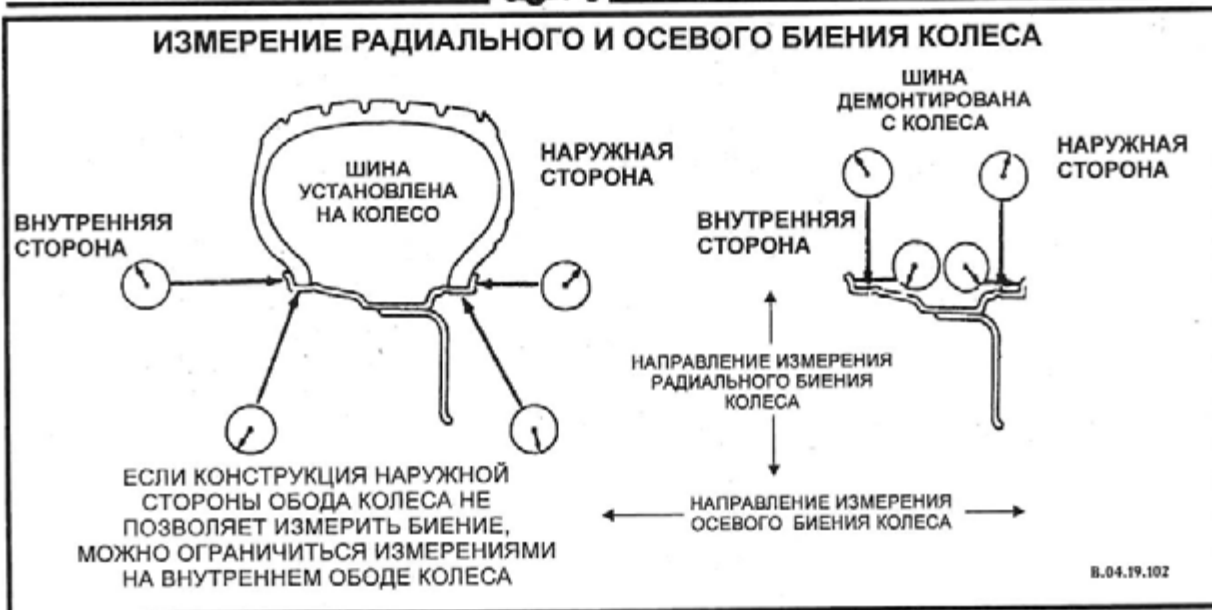 ИЗМЕРЕНИЕ РАДИАЛЬНОГО И ОСЕВОГО БИЕНИЯ КОЛЕСА
ШИНА
УСТАНОВЛЕНА
НА КОЛЕСО
НАРУЖНАЯ
СТОРОНА
ВНУТРЕННЯЯ
СТОРОНА
ЕСЛИ КОНСТРУКЦИЯ НАРУЖНОЙ
СТОРОНЫ ОБОДА КОЛЕСА НЕ
ПОЗВОЛЯЕТ ИЗМЕРИТЬ БИЕНИЕ,
МОЖНО ОГРАНИЧИТЬСЯ ИЗМЕРЕНИЯМИ
НА ВНУТРЕННЕМ ОБОДЕ КОЛЕСА
ШИНА
ДЕМОНТИРОВАНА
С КОЛЕСА
НАРУЖНАЯ
СТОРОНА
ВНУТРЕННЯЯ
СТОРОНА
НАПРАВЛЕНИЕ ИЗМЕРЕНИЯ
РАДИАЛЬНОГО БИЕНИЯ
КОЛЕСА
НАПРАВЛЕНИЕ ИЗМЕРЕНИЯ
ОСЕВОГО БИЕНИЯ КОЛЕСА
B.04.19.102